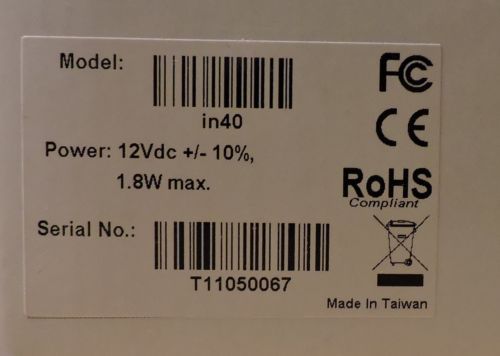 Model:
in40
Power: 12Vdc +/- 10%,
1.8W max.
Serial No.:
T11050067
FC
CE
RoHS
Compliant
Made In Taiwan